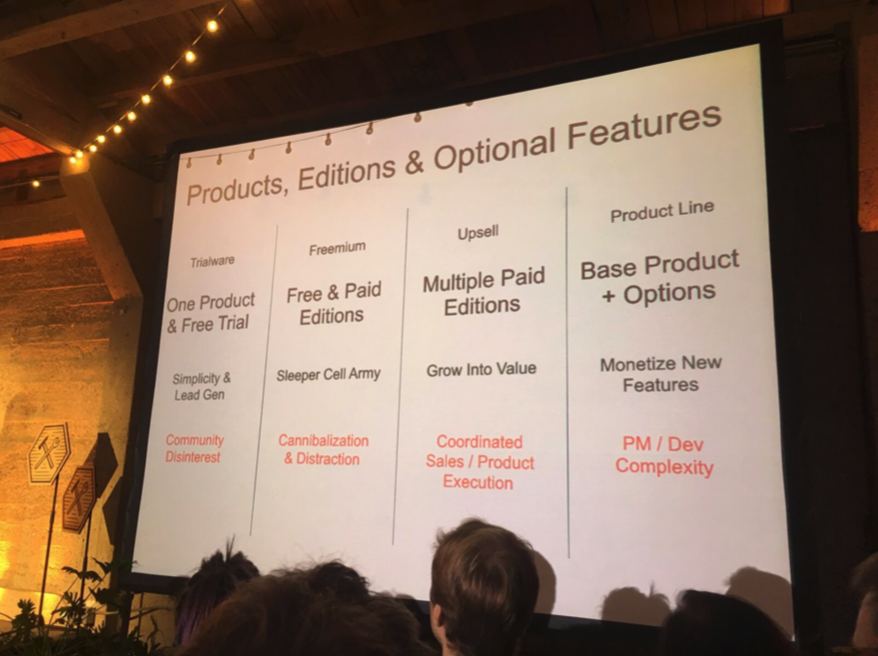 Products, Editions & Optional Features
Trialware
One Product
& Free Trial
Simplicity &
Lead Gen
Community
Disinterest
Freemium
Free & Paid
Editions
Sleeper Cell Army
Cannibalization
& Distraction
Upsell
Multiple Paid
Editions
Grow Into Value
Coordinated
Sales / Product
Execution
Product Line
Base Product
+ Options
Monetize New
Features
PM / Dev
Complexity